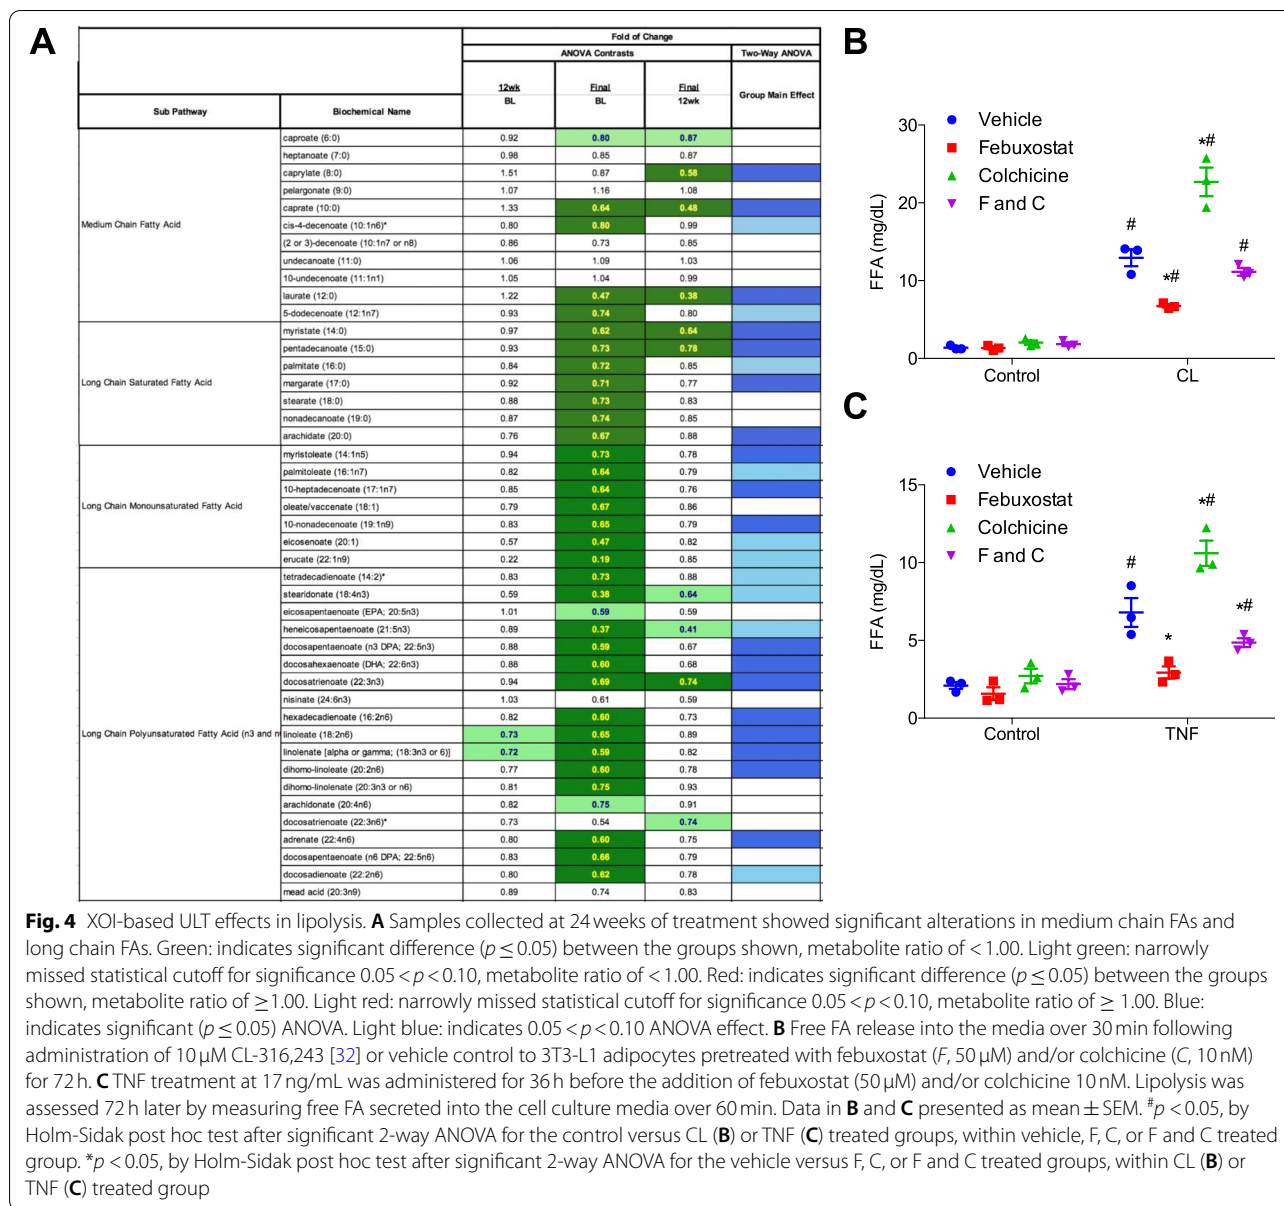 A
Fold of Change
ANOVA Contrasts Two-Way ANOVA
12wk Final Final
BL BL 12wk
Group Main Effect
Sub Pathway Biochemical Name
Medium Chain Fatty Acid
caproate (6:0) 0.92 0.80 0.87
heptanoate (7:0) 0.98 0.85 0.87
caprylate (8:0) 1.51 0.87 0.58
pelargonate (9:0) 1.07 1.16 1.08
caprate (10:0) 1.33 0.64 0.48
cis-4-decenoate (10:1n6)* 0.80 0.80 0.99
(2 or 3)-decenoate (10:1n7 or n8) 0.86 0.73 0.85
undecanoate (11:0) 1.06 1.09 1.03
10-undecenoate (11:1n1) 1.05 1.04 0.99
laurate (12:0) 1.22 0.47 0.38
5-dodecenoate (12:1n7) 0.93 0.74 0.80
Long Chain Saturated Fatty Acid
myristate (14:0) 0.97 0.62 0.64
pentadecanoate (15:0) 0.93 0.73 0.78
palmitate (16:0) 0.84 0.72 0.85
margarate (17:0) 0.92 0.71 0.77
stearate (18:0) 0.88 0.73 0.83
nonadecanoate (19:0) 0.87 0.74 0.85
arachidate (20:0) 0.76 0.67 0.88
Long Chain Monounsaturated Fatty Acid
myristoleate (14:1n5) 0.94 0.73 0.78
palmitoleate (16:1n7) 0.82 0.64 0.79
10-heptadecenoate (17:1n7) 0.85 0.64 0.76
oleate/vaccenate (18:1) 0.79 0.67 0.86
10-nonadecenoate (19:1n9) 0.83 0.65 0.79
eicosenoate (20:1) 0.57 0.47 0.82
erucate (22:1n9) 0.22 0.19 0.85
Long Chain Polyunsaturated Fatty Acid (n3 and n
tetradecadienoate (14:2)* 0.83 0.73 0.88
stearidonate (18:4n3) 0.59 0.38 0.64
eicosapentaenoate (EPA; 20:5n3) 1.01 0.59 0.59
heneicosapentaenoate (21:5n3) 0.89 0.37 0.41
docosapentaenoate (n3 DPA; 22:5n3) 0.88 0.59 0.67
docosahexaenoate (DHA; 22:6n3) 0.88 0.60 0.68
docosatrienoate (22:3n3) 0.94 0.69 0.74
nisinate (24:6n3) 1.03 0.61 0.59
hexadecadienoate (16:2n6) 0.82 0.60 0.73
linoleate (18:2n6) 0.73 0.65 0.89
linolenate [alpha or gamma; (18:3n3 or 6)] 0.72 0.59 0.82
dihomo-linoleate (20:2n6) 0.77 0.60 0.78
dihomo-linolenate (20:3n3 or n6) 0.81 0.75 0.93
arachidonate (20:4n6) 0.82 0.75 0.91
docosatrienoate (22:3n6)* 0.73 0.54 0.74
adrenate (22:4n6) 0.80 0.60 0.75
docosapentaenoate (n6 DPA; 22:5n6) 0.83 0.66 0.79
docosadienoate (22:2n6) 0.80 0.62 0.78
mead acid (20:3n9) 0.89 0.74 0.83
B
Vehicle
Febuxostat
Colchicine
F and C
FFA (mg/dL)
30
20
10
0
#
*#
*#
#
Control CL
C
Vehicle
Febuxostat
Colchicine
F and C
FFA (mg/dL)
15
10
5
0
#
*
*#
*#
Control TNF
Fig. 4 XOI-based ULT effects in lipolysis. A Samples collected at 24 weeks of treatment showed significant alterations in medium chain FAs and
long chain FAs. Green: indicates significant difference (p ≤ 0.05) between the groups shown, metabolite ratio of < 1.00. Light green: narrowly
missed statistical cutoff for significance 0.05 < p < 0.10, metabolite ratio of < 1.00. Red: indicates significant difference (p ≤ 0.05) between the groups
shown, metabolite ratio of ≥ 1.00. Light red: narrowly missed statistical cutoff for significance 0.05 < p < 0.10, metabolite ratio of ≥ 1.00. Blue:
indicates significant (p ≤ 0.05) ANOVA. Light blue: indicates 0.05 < p < 0.10 ANOVA effect. B Free FA release into the media over 30 min following
administration of 10 μM CL-316,243 [32] or vehicle control to 3T3-L1 adipocytes pretreated with febuxostat (F, 50 μM) and/or colchicine (C, 10 nM)
for 72 h. C TNF treatment at 17 ng/mL was administered for 36 h before the addition of febuxostat (50 μM) and/or colchicine 10 nM. Lipolysis was
assessed 72 h later by measuring free FA secreted into the cell culture media over 60 min. Data in B and C presented as mean ± SEM. #p < 0.05, by
Holm-Sidak post hoc test after significant 2-way ANOVA for the control versus CL (B) or TNF (C) treated groups, within vehicle, F, C, or F and C treated
group. *p < 0.05, by Holm-Sidak post hoc test after significant 2-way ANOVA for the vehicle versus F, C, or F and C treated groups, within CL (B) or
TNF (C) treated group